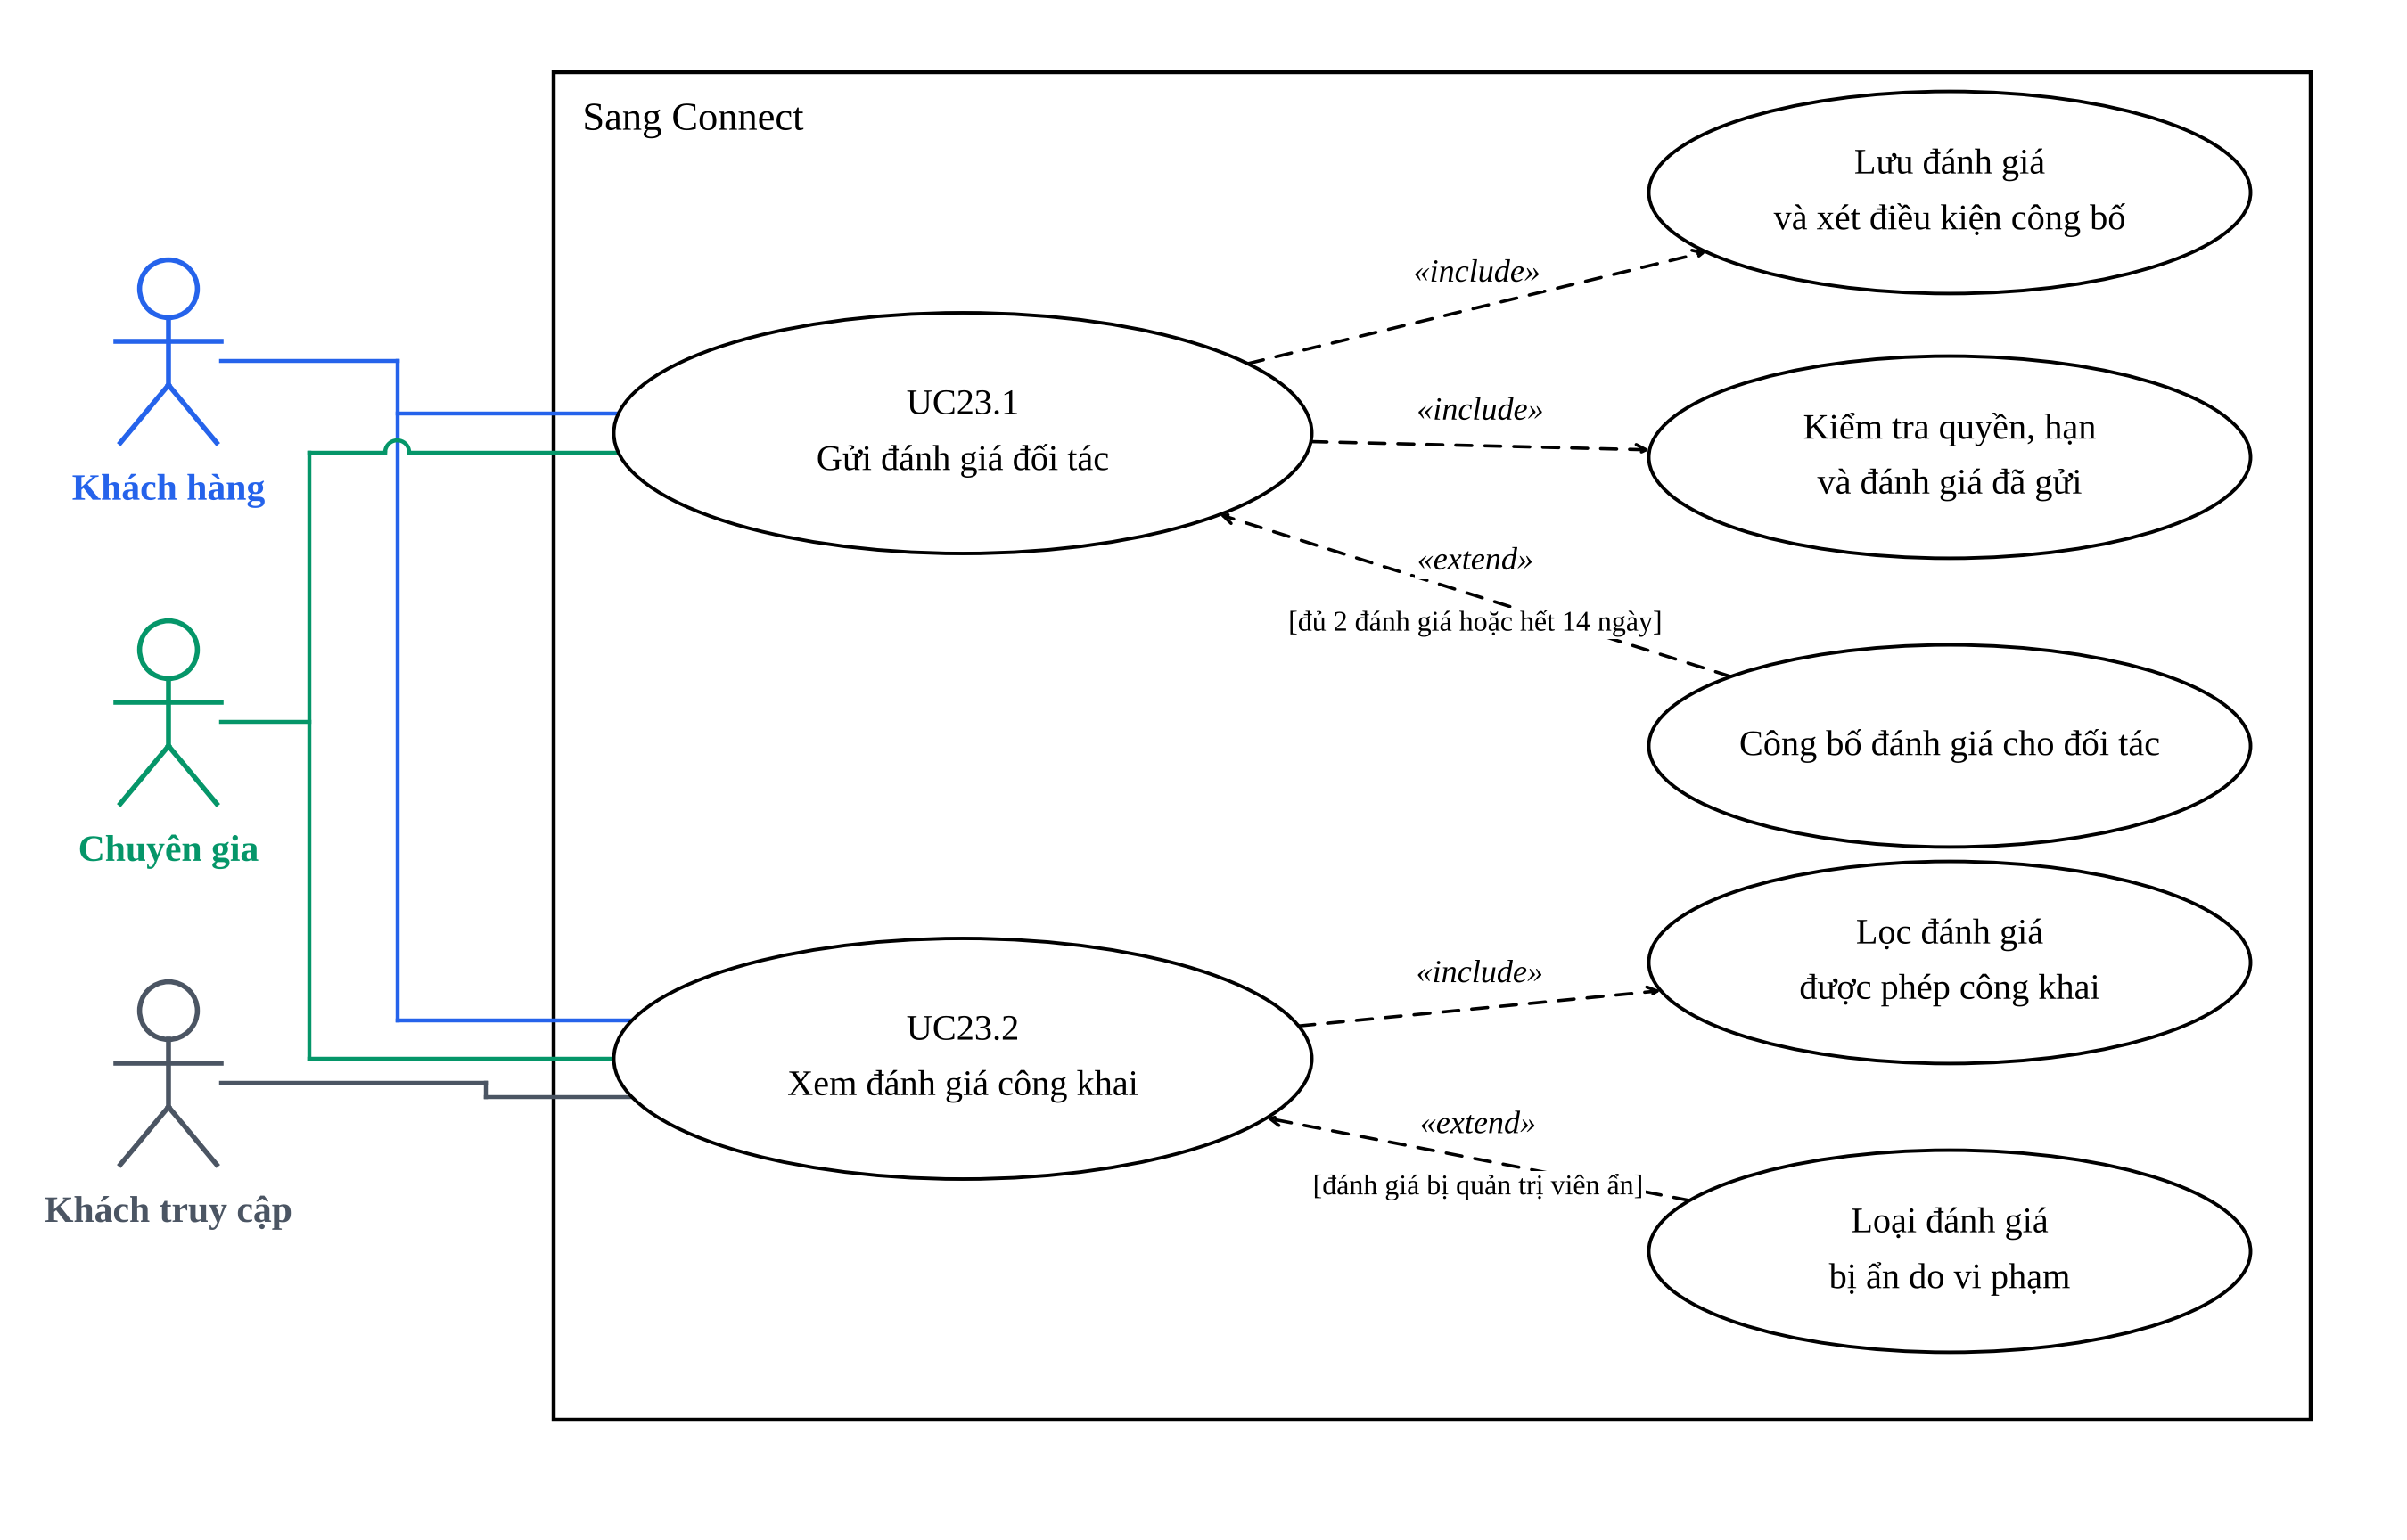 Sang Connect
Lưu đánh giá
và xét điều kiện công bố
«include»
Khách hàng
UC23.1
Gửi đánh giá đối tác
«include»
Kiểm tra quyền, hạn
và đánh giá đã gửi
«extend»
[đủ 2 đánh giá hoặc hết 14 ngày]
Công bố đánh giá cho đối tác
Chuyên gia
Lọc đánh giá
được phép công khai
«include»
UC23.2
Xem đánh giá công khai
«extend»
[đánh giá bị quản trị viên ẩn]
Khách truy cập
Loại đánh giá
bị ẩn do vi phạm